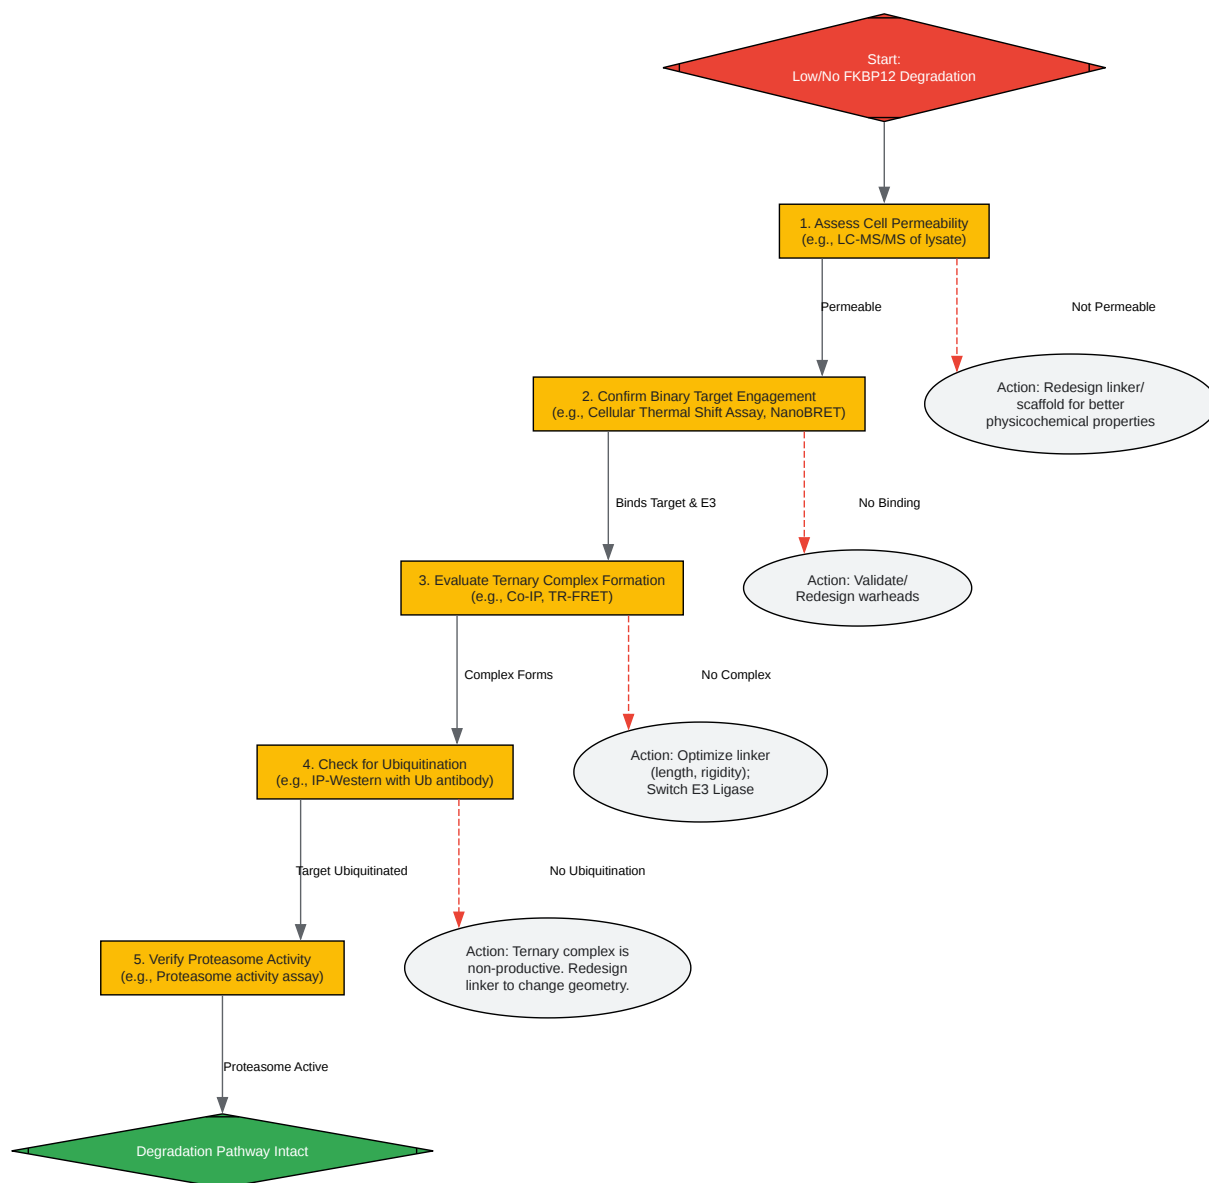 Start:
Low/No FKBP12 Degradation
1. Assess Cell Permeability
(e.g., LC-MS/MS of lysate)
Permeable
Not Permeable
Action: Redesign linker/
scaffold for better
physicochemical properties
2. Confirm Binary Target Engagement
(e.g., Cellular Thermal Shift Assay, NanoBRET)
Binds Target & E3
No Binding
Action: Validate/
Redesign warheads
3. Evaluate Ternary Complex Formation
(e.g., Co-IP, TR-FRET)
Complex Forms
No Complex
Action: Optimize linker
(length, rigidity);
Switch E3 Ligase
4. Check for Ubiquitination
(e.g., IP-Western with Ub antibody)
Target Ubiquitinated
No Ubiquitination
Action: Ternary complex is
non-productive. Redesign
linker to change geometry.
5. Verify Proteasome Activity
(e.g., Proteasome activity assay)
Proteasome Active
Degradation Pathway Intact